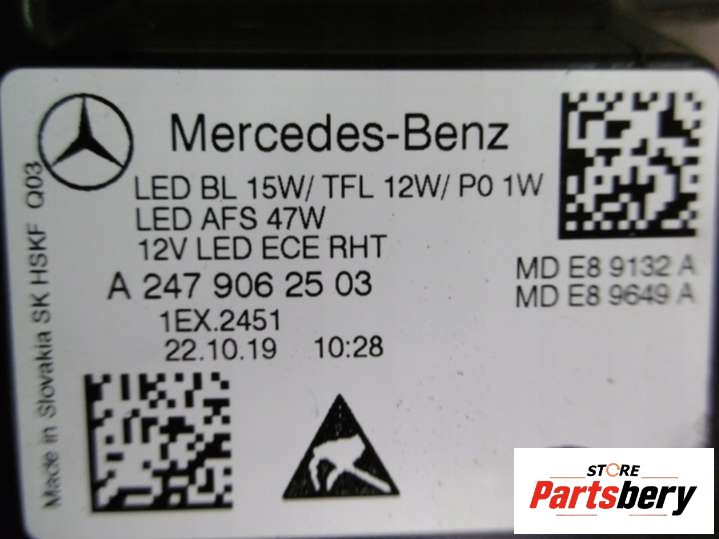 Mercedes-Benz
LED BL 15W/ TFL 12W/ P0 1W
LED AFS 47W
12V LED ECE RHT
A 247 906 25 03
MD E8 9132 A
MD E8 9649 A
1EX.2451
22.10.19 10:28
Made in Slovakia SK HSKF Q03
STORE
Partsbery